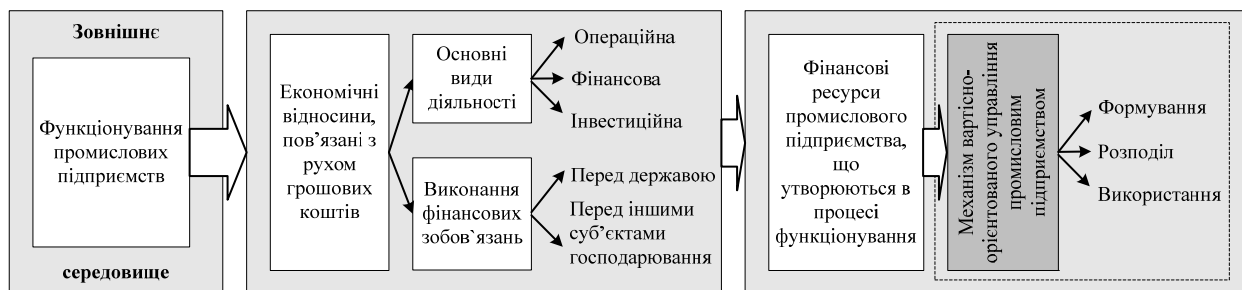 Зовнішнє
Функціонування
промислових
підприємств
середовище
Економічні
відносини,
пов’язані з
рухом
грошових
коштів
Основні
види
діяльності
Операційна
Фінансова
Інвестиційна
Виконання
фінансових
зобов`язань
Перед державою
Перед іншими
суб’єктами
господарювання
Фінансові
ресурси
промислового
підприємства,
що
утворюються в
процесі
функціонування
Механізм вартісно-
орієнтованого управління
промисловим
підприємством
Формування
Розподіл
Використання